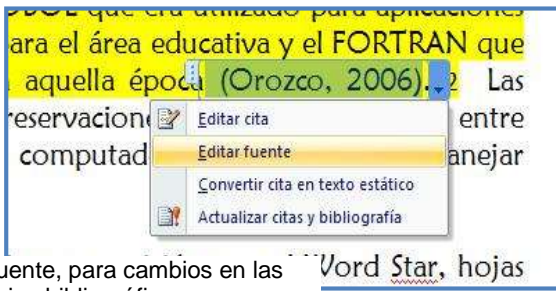 OBOL que era utilizado para aplicaciones
ara el área educativa y el FORTRAN que
aquella época (Orozco, 2006). 2 Las
reservacione entre
Editar cita
computad anejar
Editar fuente
Convertir cita en texto estático
Actualizar citas y bibliografía
uente, para cambios en las
Word Star, hojas
bibliográfi